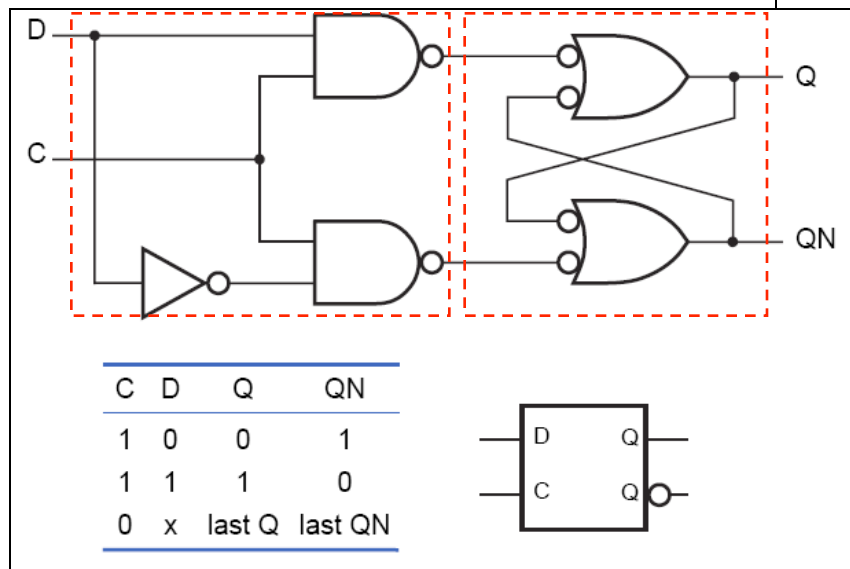 D
Q
C
QN
C D Q QN
1 0 0 1
1 1 1 0
0 x last Q last QN
D Q
C Q